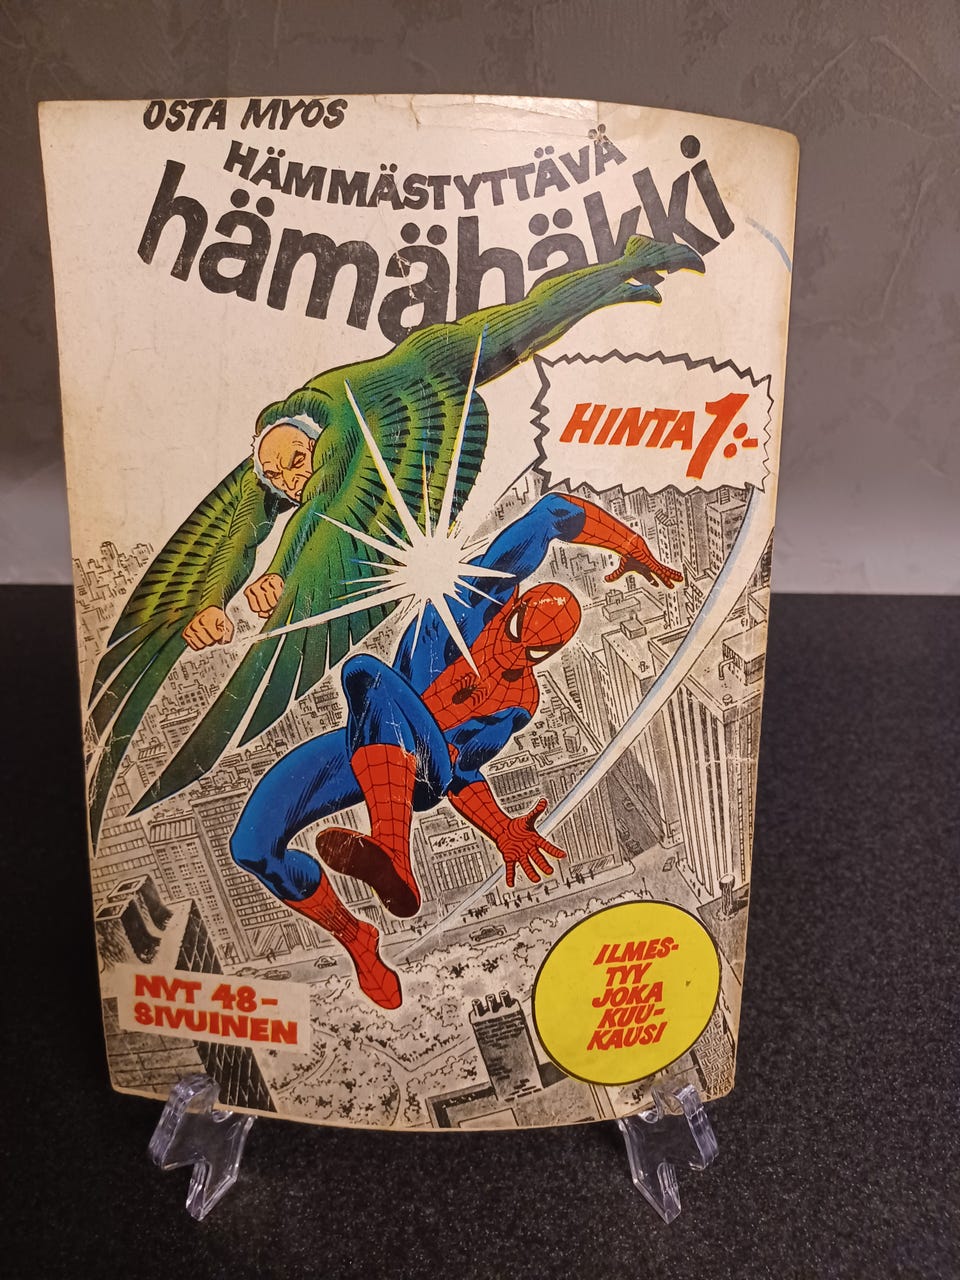 OSTA MYÖS
HÄMMÄSTYTTÄVÄ
hämähäkki
HINTA 1:-
NYT 48-
SIVUINEN
ILMES-
TYY
JOKA
KUU-
KAUSI